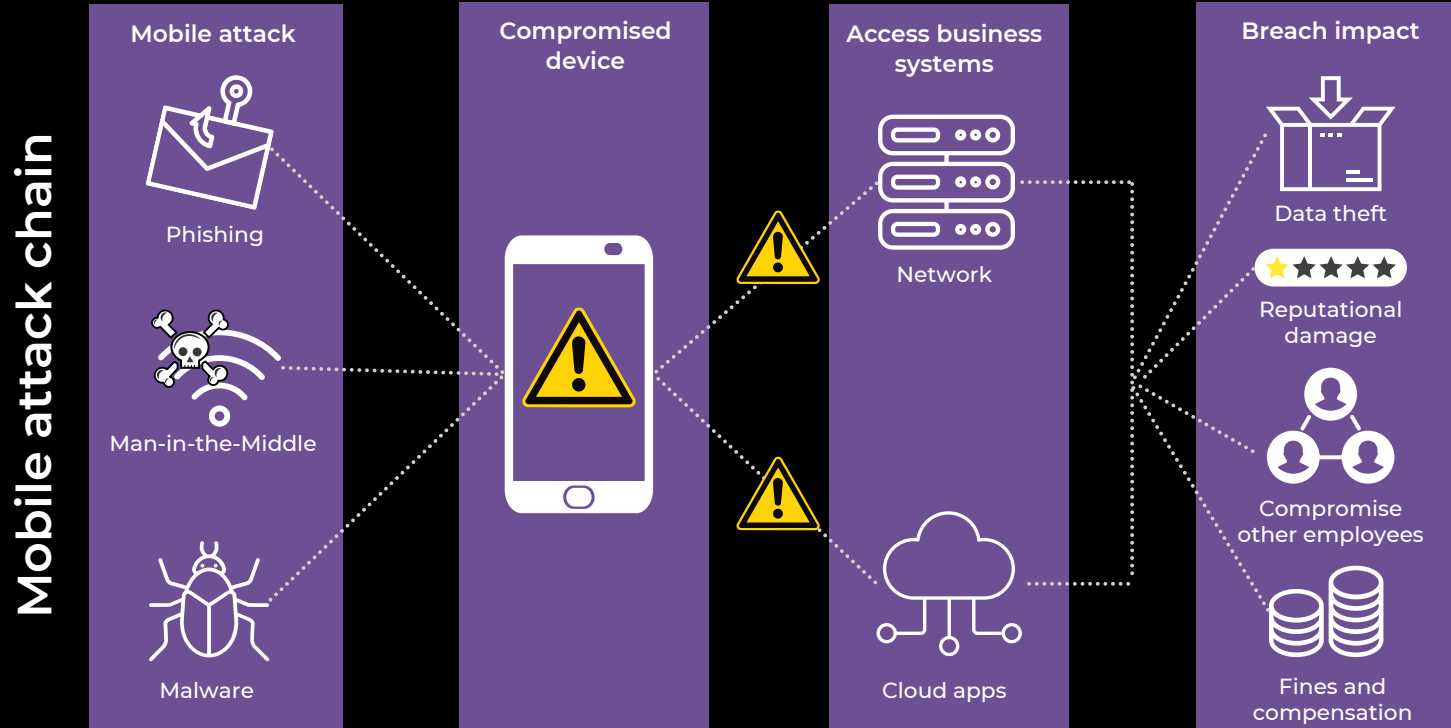 Mobile attack chain
Mobile attack
Phishing
Man-in-the-Middle
Malware
Compromised
device
Access business
systems
Network
Cloud apps
Breach impact
Data theft
Reputational
damage
Compromise
other employees
Fines and
compensation